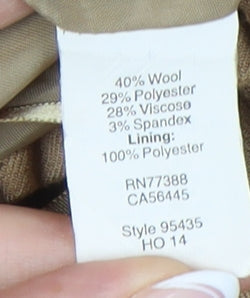 40% Wool
29% Polyester
28% Viscose
3% Spandex
Lining:
100% Polyester
RN77388
CA56445
Style 95435
HO 14